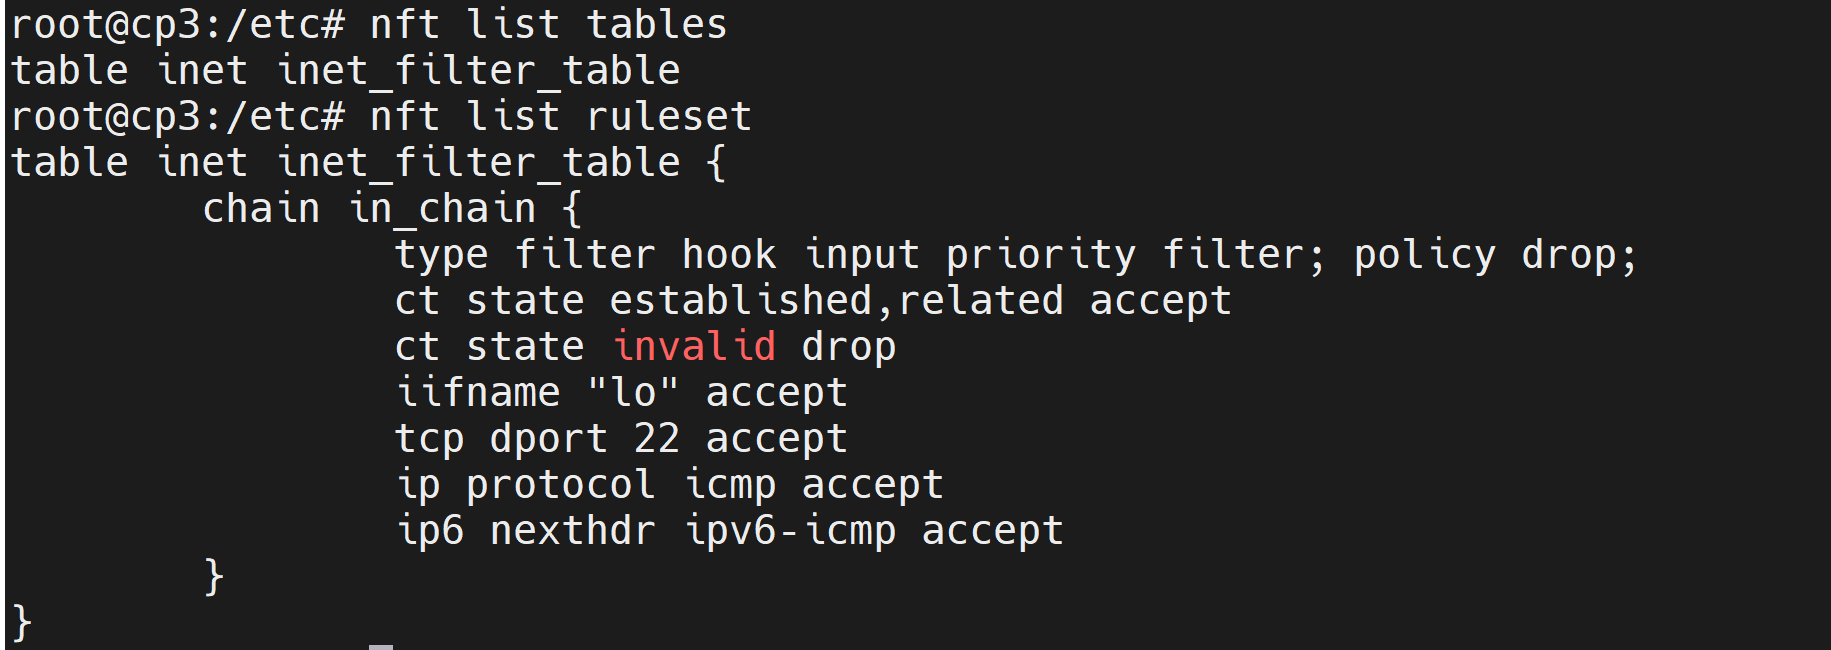 root@cp3:/etc# nft list tables
table inet inet_filter_table
root@cp3:/etc# nft list ruleset
table inet inet_filter_table {
        chain in_chain {
                type filter hook input priority filter; policy drop;
                ct state established,related accept
                ct state invalid drop
                iifname "lo" accept
                tcp dport 22 accept
                ip protocol icmp accept
                ip6 nexthdr ipv6-icmp accept
        }
}